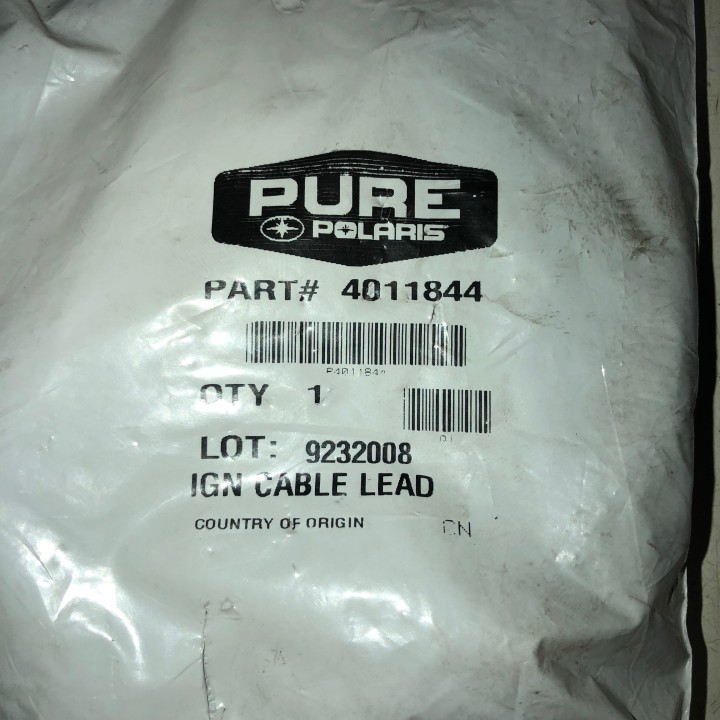 PURE
POLARIS
PART# 4011844
P4011844
QTY 1
LOT: 9232008
IGN CABLE LEAD
COUNTRY OF ORIGIN CN